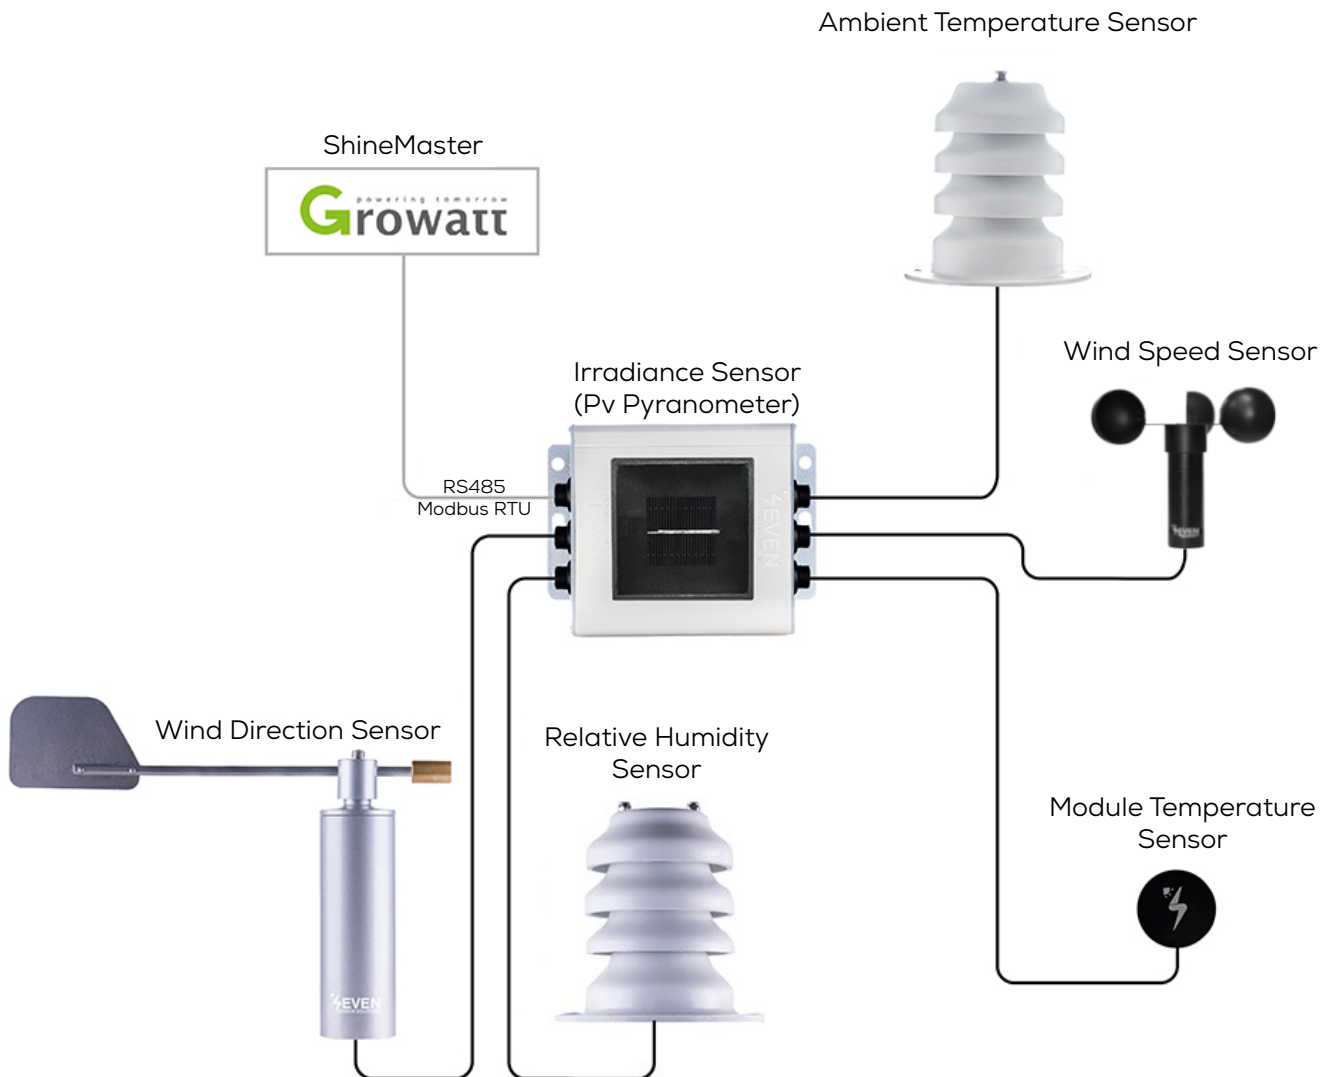 Ambient Temperature Sensor
ShineMaster
powering tomorrow
Growatt
Wind Speed Sensor
Irradiance Sensor
(Pv Pyranometer)
RS485
Modbus RTU
SEVEN
SEVEN
Wind Direction Sensor
Relative Humidity
Sensor
Module Temperature
Sensor
SEVEN